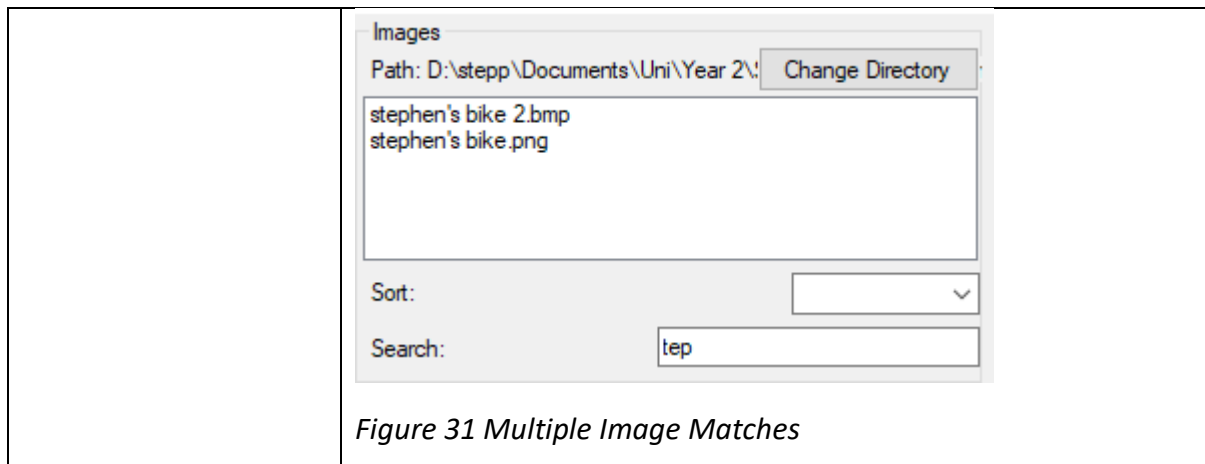 Images
Path: D:\stepp\Documents\Uni\Year 2\ Change Directory
stephen's bike 2.bmp
stephen's bike.png
Sort:
Search: tep
Figure 31 Multiple Image Matches